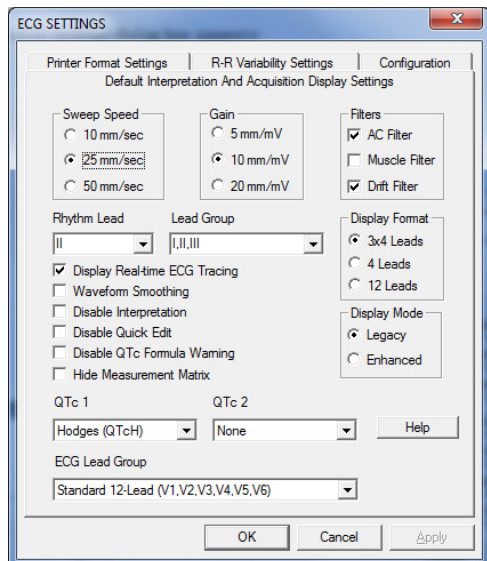 ECG SETTINGS
Printer Format Settings R-R Variability Settings Configuration
Default Interpretation And Acquisition Display Settings
Sweep Speed
10 mm/sec
25 mm/sec
50 mm/sec
Gain
5 mm/mV
10 mm/mV
20 mm/mV
Filters
AC Filter
Muscle Filter
Drift Filter
Rhythm Lead
II
Lead Group
I,II,III
Display Format
3x4 Leads
4 Leads
12 Leads
Display Real-time ECG Tracing
Waveform Smoothing
Disable Interpretation
Disable Quick Edit
Disable QTc Formula Warning
Hide Measurement Matrix
Display Mode
Legacy
Enhanced
QTc 1
Hodges (QTcH)
QTc 2
None
Help
ECG Lead Group
Standard 12-Lead (V1,V2,V3,V4,V5,V6)
OK Cancel Apply